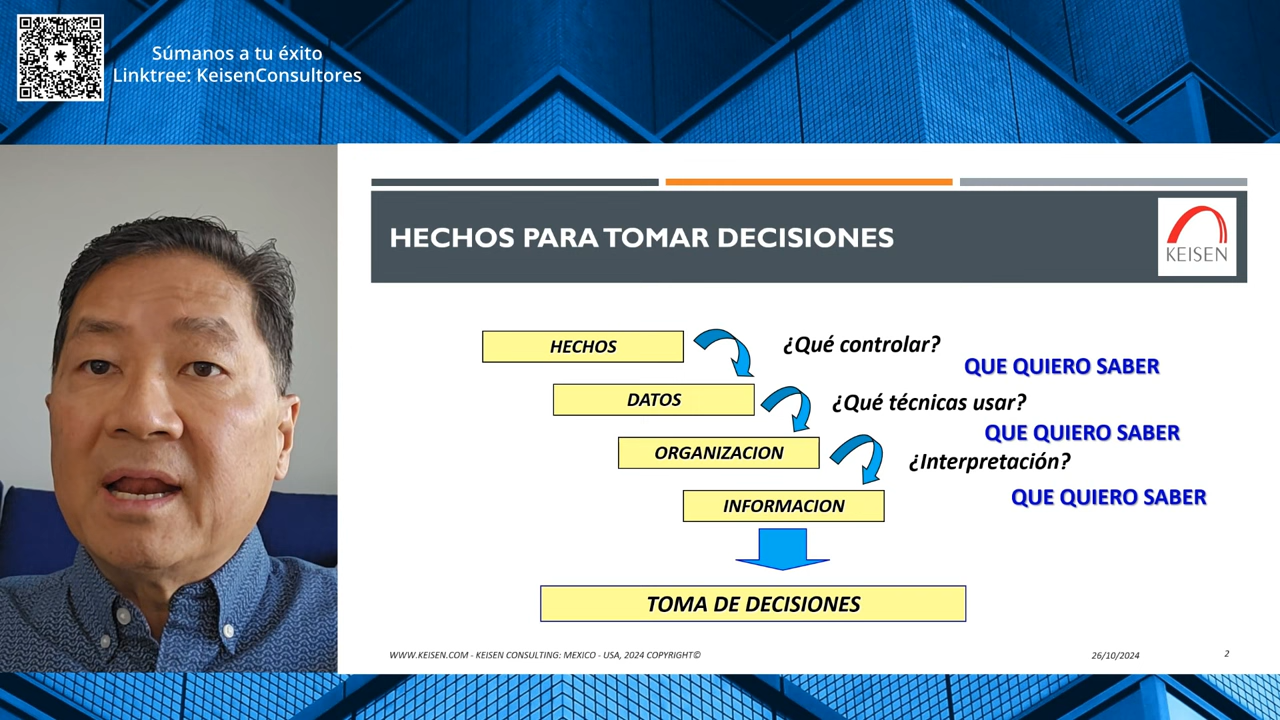 Súmanos a tu éxito
Linktree: KeisenConsultores
HECHOS PARA TOMAR DECISIONES
KEISEN
HECHOS
¿Qué controlar?
QUE QUIERO SABER
DATOS
¿Qué técnicas usar?
QUE QUIERO SABER
ORGANIZACION
¿Interpretación?
QUE QUIERO SABER
INFORMACION
TOMA DE DECISIONES
WWW.KEISEN.COM - KEISEN CONSULTING: MEXICO - USA, 2024 COPYRIGHT©
26/10/2024
2